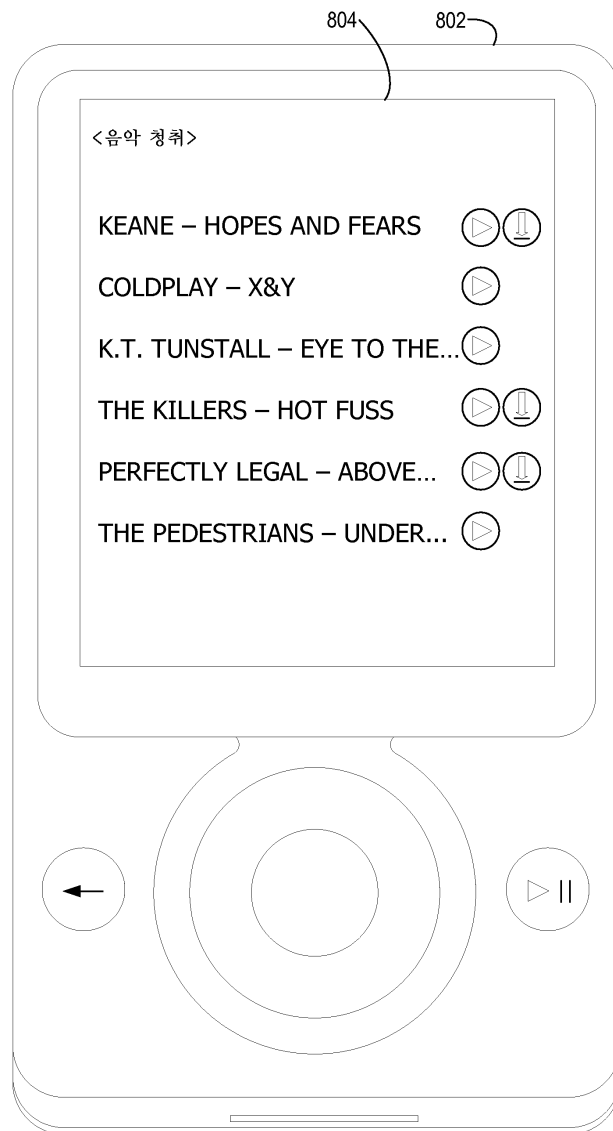 804 802
<음악 청취>
KEANE – HOPES AND FEARS
COLDPLAY – X&Y
K.T. TUNSTALL – EYE TO THE...
THE KILLERS – HOT FUSS
PERFECTLY LEGAL – ABOVE...
THE PEDESTRIANS – UNDER...